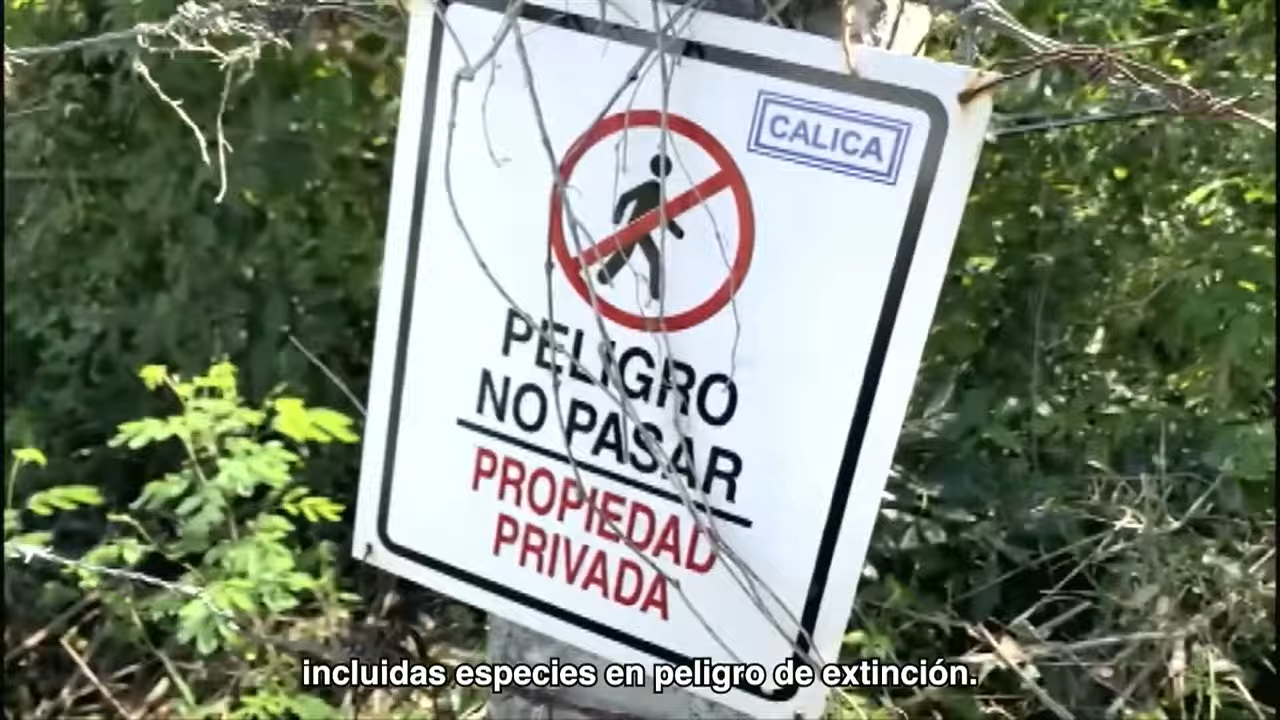 CALICA
PELIGRO
NO PASAR
PROPIEDAD
PRIVADA
incluidas especies en peligro de extinción.